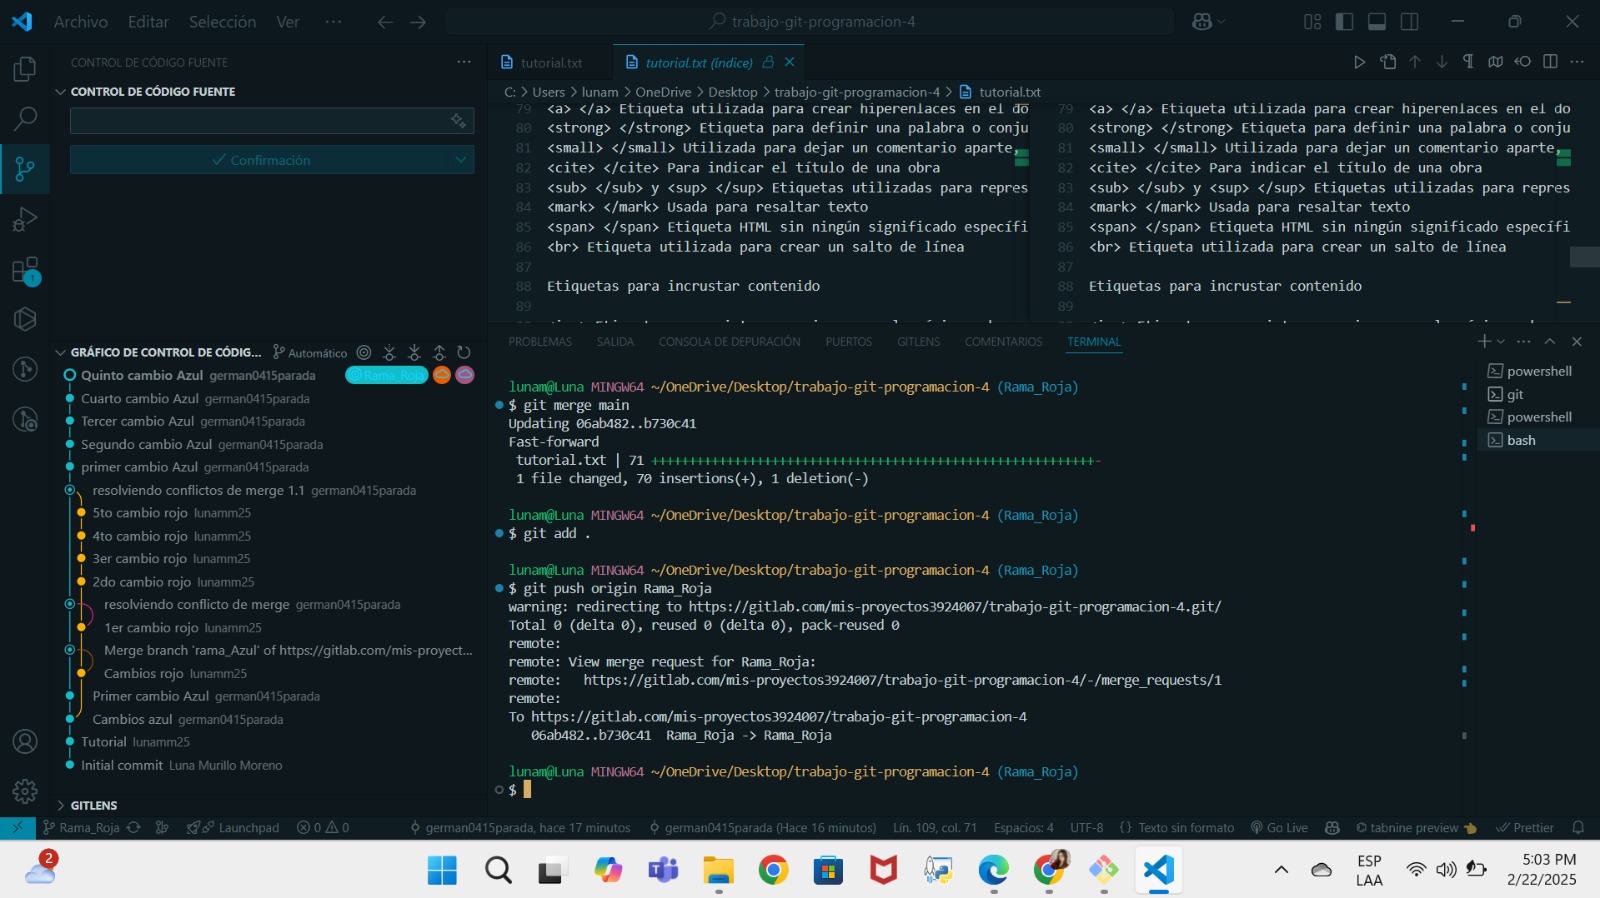 Archivo Editar Selección Ver ···
trabajo-git-programacion-4
CONTROL DE CÓDIGO FUENTE
CONTROL DE CÓDIGO FUENTE
Confirmación
1
GRÁFICO DE CONTROL DE CÓDIG... Automático
Quinto cambio Azul german0415parada Rama_Roja
Cuarto cambio Azul german0415parada
Tercer cambio Azul german0415parada
Segundo cambio Azul german0415parada
primer cambio Azul german0415parada
resolviendo conflictos de merge 1.1 german0415parada
5to cambio rojo lunamm25
4to cambio rojo lunamm25
3er cambio rojo lunamm25
2do cambio rojo lunamm25
resolviendo conflicto de merge german0415parada
1er cambio rojo lunamm25
Merge branch 'rama_Azul' of https://gitlab.com/mis-proyect...
Cambios rojo lunamm25
Primer cambio Azul german0415parada
Cambios azul german0415parada
Tutorial lunamm25
Initial commit Luna Murillo Moreno
GITLENS
tutorial.txt
tutorial.txt (índice)
C: > Users > lunam > OneDrive > Desktop > trabajo-git-programacion-4 > tutorial.txt
79 <a> </a> Etiqueta utilizada para crear hiperenlaces en el do
80 <strong> </strong> Etiqueta para definir una palabra o conju
81 <small> </small> Utilizada para dejar un comentario aparte,
82 <cite> </cite> Para indicar el título de una obra
83 <sub> </sub> y <sup> </sup> Etiquetas utilizadas para repres
84 <mark> </mark> Usada para resaltar texto
85 <span> </span> Etiqueta HTML sin ningún significado específi
86 <br> Etiqueta utilizada para crear un salto de línea
87
88 Etiquetas para incrustar contenido
89
79 <a> </a> Etiqueta utilizada para crear hiperenlaces en el do
80 <strong> </strong> Etiqueta para definir una palabra o conju
81 <small> </small> Utilizada para dejar un comentario aparte,
82 <cite> </cite> Para indicar el título de una obra
83 <sub> </sub> y <sup> </sup> Etiquetas utilizadas para repres
84 <mark> </mark> Usada para resaltar texto
85 <span> </span> Etiqueta HTML sin ningún significado específi
86 <br> Etiqueta utilizada para crear un salto de línea
87
88 Etiquetas para incrustar contenido
89
PROBLEMAS SALIDA CONSOLA DE DEPURACIÓN PUERTOS GITLENS COMENTARIOS TERMINAL
lunam@Luna MINGW64 ~/OneDrive/Desktop/trabajo-git-programacion-4 (Rama_Roja)
$ git merge main
Updating 06ab482..b730c41
Fast-forward
tutorial.txt | 71 ++++++++++++++++++++++++++++++++++++++++++++++++++++++++++-
1 file changed, 70 insertions(+), 1 deletion(-)
lunam@Luna MINGW64 ~/OneDrive/Desktop/trabajo-git-programacion-4 (Rama_Roja)
$ git add .
lunam@Luna MINGW64 ~/OneDrive/Desktop/trabajo-git-programacion-4 (Rama_Roja)
$ git push origin Rama_Roja
warning: redirecting to https://gitlab.com/mis-proyectos3924007/trabajo-git-programacion-4.git/
Total 0 (delta 0), reused 0 (delta 0), pack-reused 0
remote:
remote: View merge request for Rama_Roja:
remote:   https://gitlab.com/mis-proyectos3924007/trabajo-git-programacion-4/-/merge_requests/1
remote:
To https://gitlab.com/mis-proyectos3924007/trabajo-git-programacion-4
06ab482..b730c41  Rama_Roja -> Rama_Roja
lunam@Luna MINGW64 ~/OneDrive/Desktop/trabajo-git-programacion-4 (Rama_Roja)
$
powershell
git
powershell
bash
Rama_Roja Launchpad 0 0 german0415parada, hace 17 minutos german0415parada (Hace 16 minutos) Lín. 109, col. 71 Espacios: 4 UTF-8 {} Texto sin formato Go Live tabnine preview Prettier
2
ESP
LAA
5:03 PM
2/22/2025